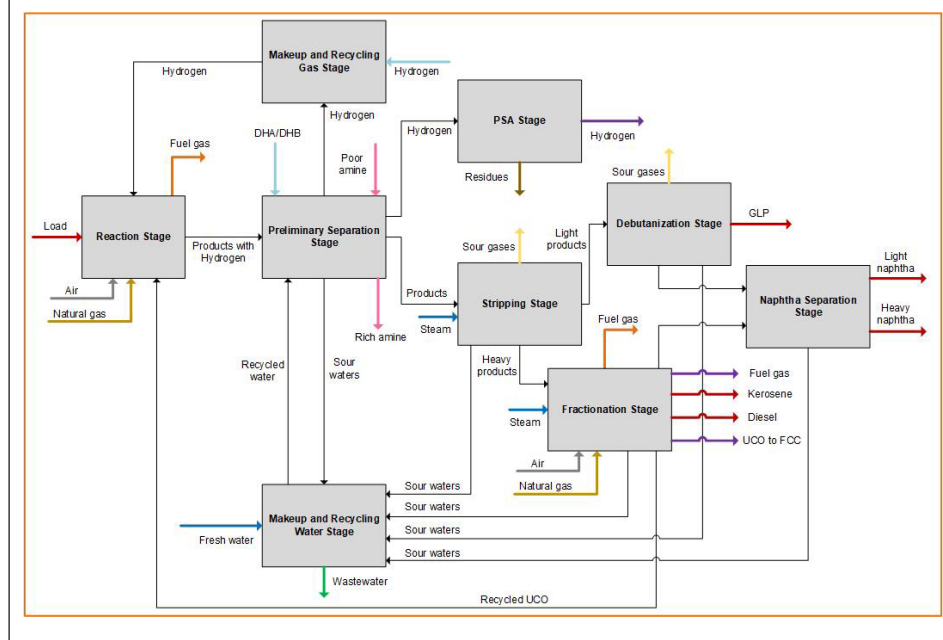 Makeup and Recycling
Gas Stage
Hydrogen
Hydrogen
Hydrogen
DHA/DHB
Poor
amine
Hydrogen
PSA Stage
Hydrogen
Residues
Fuel gas
Load
Reaction Stage
Products with
Hydrogen
Air
Natural gas
Preliminary Separation
Stage
Rich amine
Products
Sour gases
Stripping Stage
Steam
Light
products
Sour gases
Debutanization Stage
GLP
Naphtha Separation
Stage
Light
naphtha
Heavy
naphtha
Heavy
products
Fuel gas
Fractionation Stage
Steam
Air
Natural gas
Fuel gas
Kerosene
Diesel
UCO to FCC
Recycled
water
Sour
waters
Sour waters
Sour waters
Sour waters
Sour waters
Makeup and Recycling
Water Stage
Fresh water
Wastewater
Recycled UCO